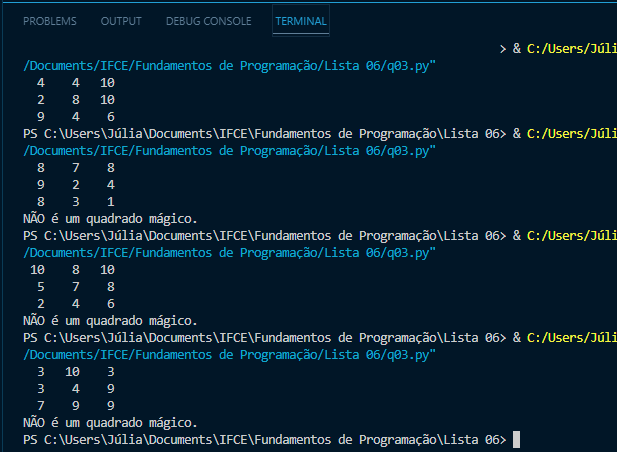 PROBLEMS OUTPUT DEBUG CONSOLE TERMINAL
> & C:/Users/Júli
/Documents/IFCE/Fundamentos de Programação/Lista 06/q03.py"
4 4 10
2 8 10
9 4 6
PS C:\Users\Júlia\Documents\IFCE\Fundamentos de Programação\Lista 06> & C:/Users/Júli
/Documents/IFCE/Fundamentos de Programação/Lista 06/q03.py"
8 7 8
9 2 4
8 3 1
NÃO é um quadrado mágico.
PS C:\Users\Júlia\Documents\IFCE\Fundamentos de Programação\Lista 06> & C:/Users/Júli
/Documents/IFCE/Fundamentos de Programação/Lista 06/q03.py"
10 8 10
5 7 8
2 4 6
NÃO é um quadrado mágico.
PS C:\Users\Júlia\Documents\IFCE\Fundamentos de Programação\Lista 06> & C:/Users/Júli
/Documents/IFCE/Fundamentos de Programação/Lista 06/q03.py"
3 10 3
3 4 9
7 9 9
NÃO é um quadrado mágico.
PS C:\Users\Júlia\Documents\IFCE\Fundamentos de Programação\Lista 06>